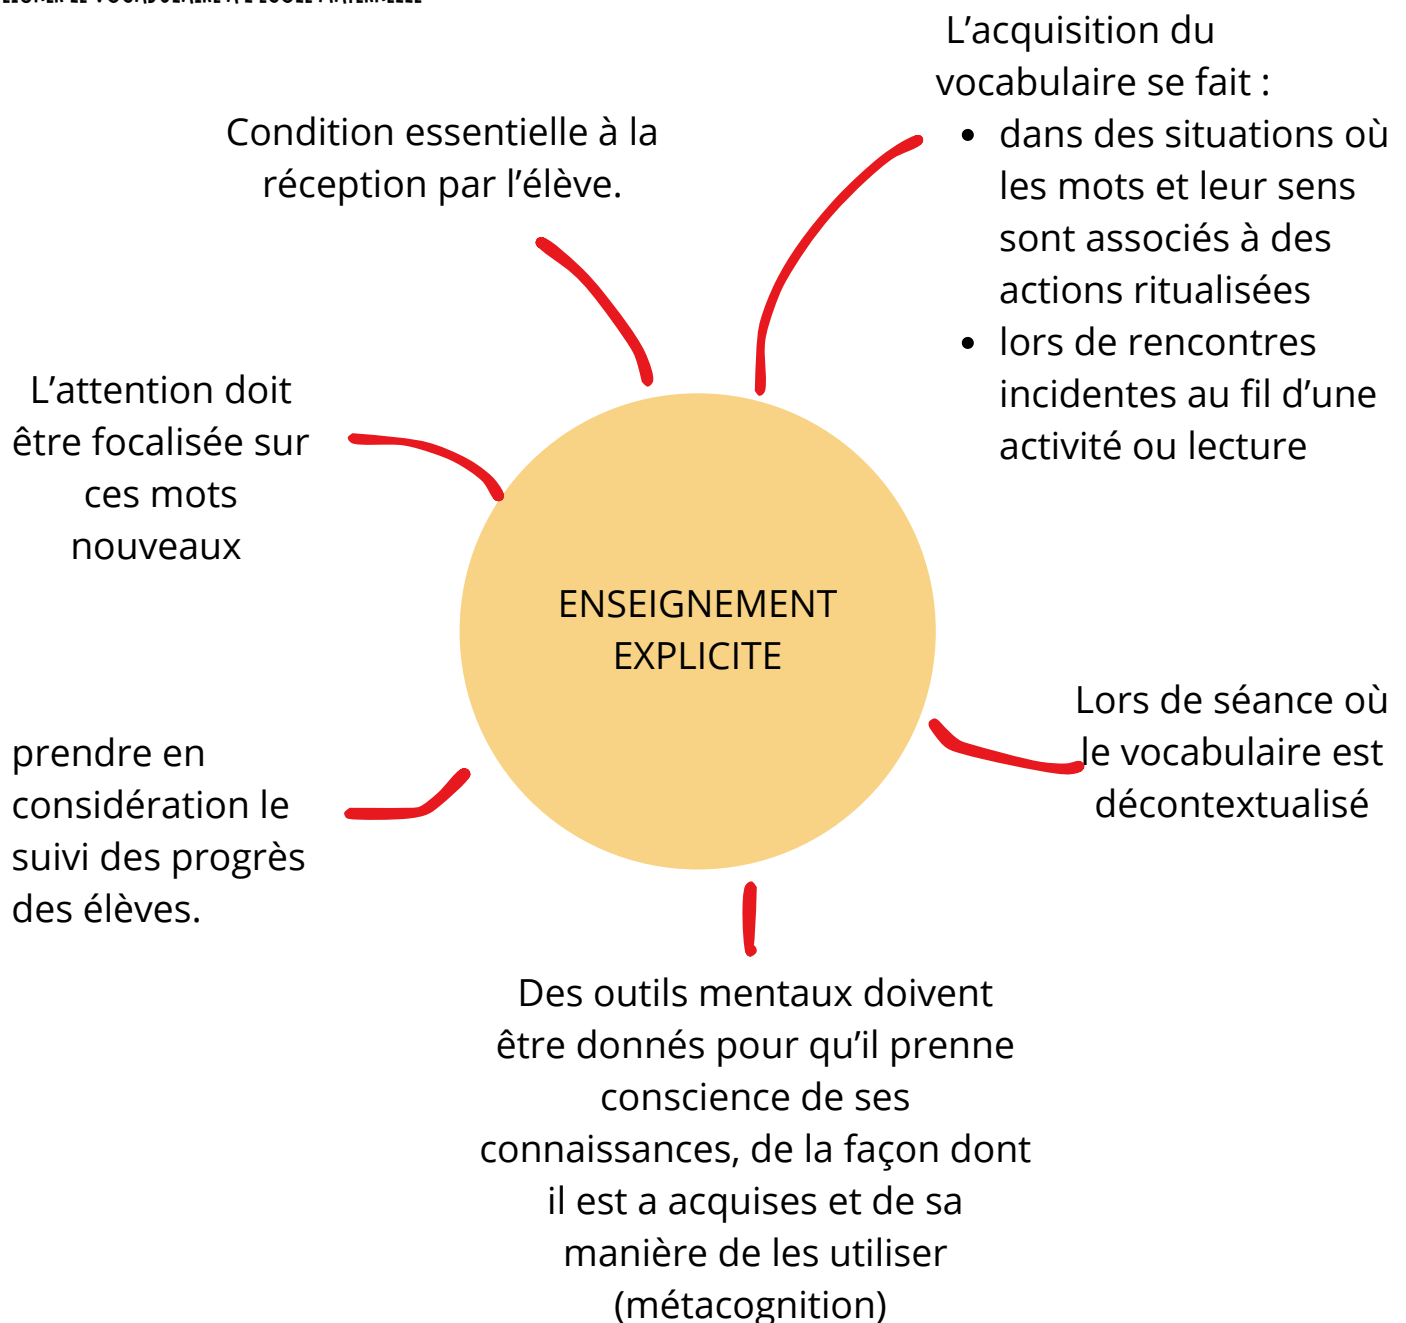 L'acquisition du
vocabulaire se fait :
• dans des situations où
les mots et leur sens
sont associés à des
actions ritualisées
• lors de rencontres
incidentes au fil d'une
activité ou lecture
Condition essentielle à la
réception par l'élève.
L'attention doit
être focalisée sur
ces mots
nouveaux
ENSEIGNEMENT
EXPLICITE
Lors de séance où
le vocabulaire est
décontextualisé
prendre en
considération le
suivi des progrès
des élèves.
Des outils mentaux doivent
être donnés pour qu'il prenne
conscience de ses
connaissances, de la façon dont
il est a acquises et de sa
manière de les utiliser
(métacognition)